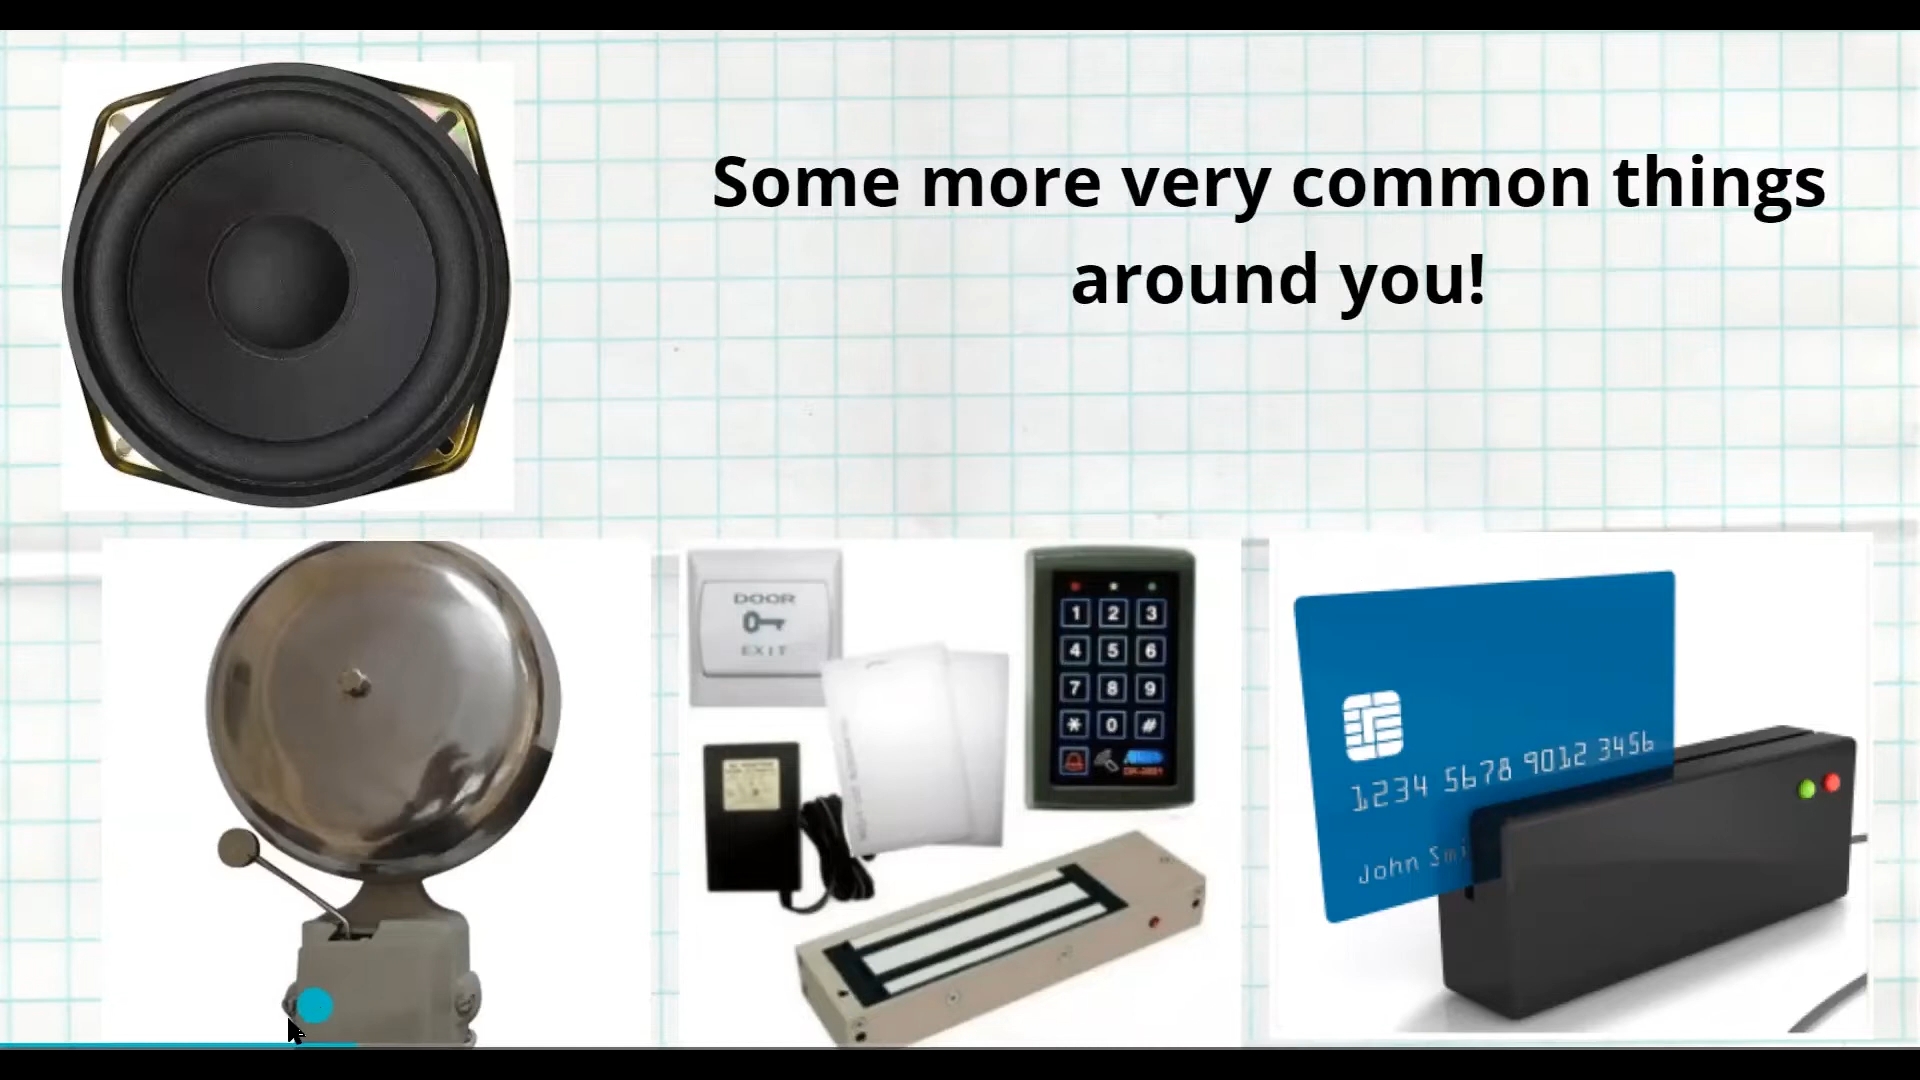 Some more very common things
around you!
DOOR
EXIT
1 2 3
4 5 6
7 8 9
* 0 #
1234 5678 9012 3456
John Smi